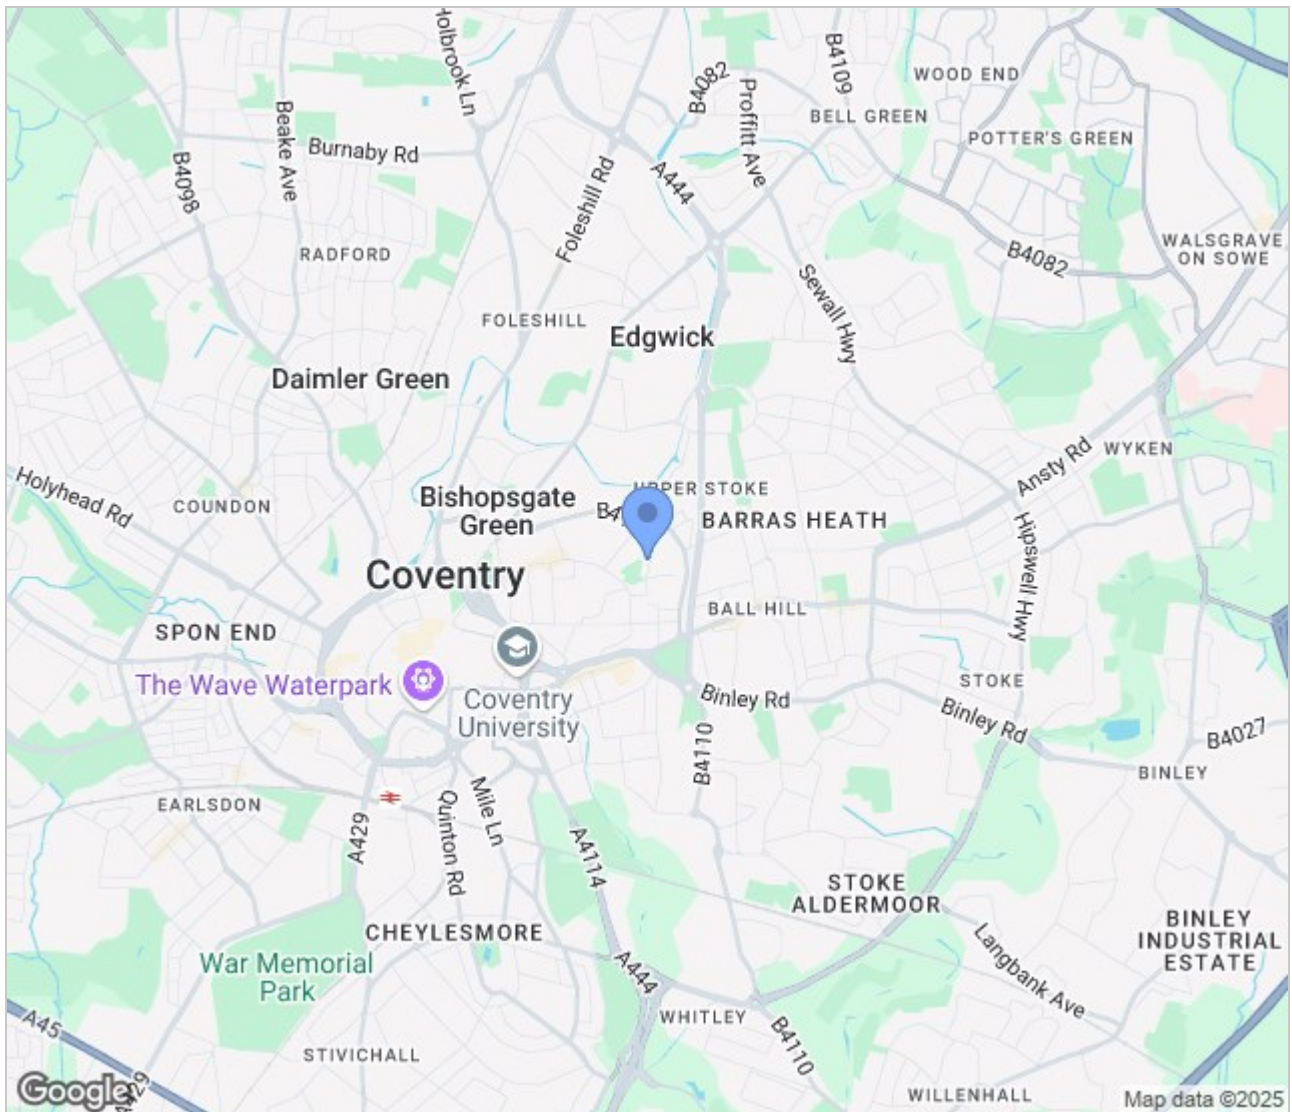 Holbrook Ln
B4082
B4109
WOOD END
Proffitt Ave
BELL GREEN
Beake Ave
POTTER'S GREEN
Burnaby Rd
B4098
Foleshill Rd
A444
RADFORD
WALSGRAVE
ON SOWE
B4082
Sewall Hwy
FOLESHILL
Edgwick
Daimler Green
Ansty Rd
WYKEN
Holyhead Rd
COUNDON
Bishopsgate
Green
UPPER STOKE
BARRAS HEATH
Hipswell Hwy
Coventry
BALL HILL
SPON END
The Wave Waterpark
Coventry
University
Binley Rd
STOKE
Binley Rd
B4027
B4110
BINLEY
EARLSDON
A429
Quinton Rd
Mile Ln
A4114
STOKE
ALDERMOOR
CHEYLESMORE
BINLEY
INDUSTRIAL
ESTATE
War Memorial
Park
A444
Langbank Ave
A45
WHITLEY
B4110
STIVICHALL
WILLENHALL
Google
Map data ©2025